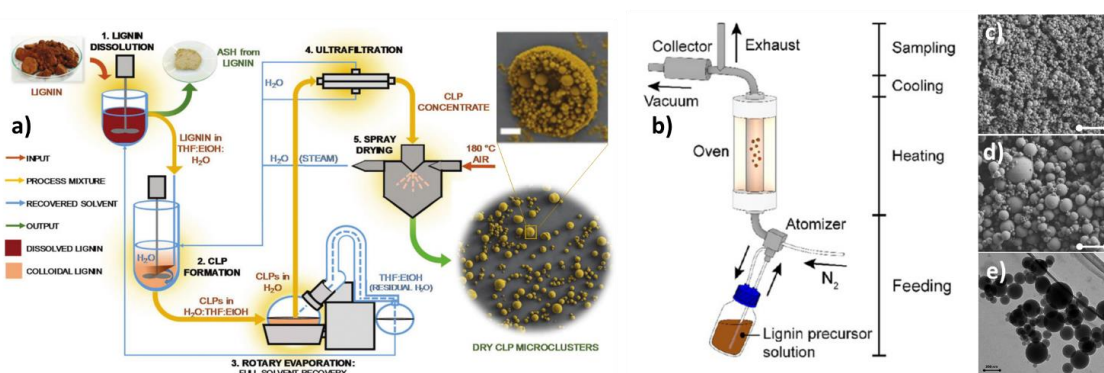 a)
1. LIGNIN
DISSOLUTION
LIGNIN
ASH from
LIGNIN
LIGNIN in
THF:EtOH:
H₂O
INPUT
PROCESS MIXTURE
RECOVERED SOLVENT
OUTPUT
DISSOLVED LIGNIN
COLLOIDAL LIGNIN
H₂O
2. CLP
FORMATION
CLPs in
H₂O:THF:EtOH
CLPs in
H₂O
3. ROTARY EVAPORATION:
FULL SOLVENT RECOVERY
THF:EtOH
(RESIDUAL H₂O)
4. ULTRAFILTRATION
H₂O
CLP
CONCENTRATE
5. SPRAY
DRYING
H₂O (STEAM)
180 °C
AIR
DRY CLP MICROCLUSTERS
b)
Collector
Exhaust
Vacuum
Oven
Atomizer
N₂
Lignin precursor
solution
Sampling
Cooling
Heating
Feeding
c)
d)
e)